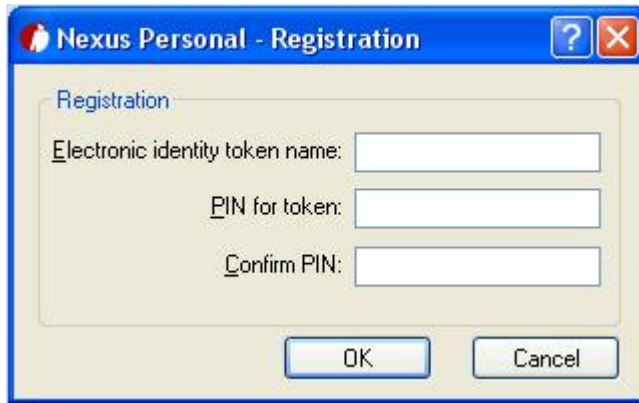 Nexus Personal - Registration
Registration
Electronic identity token name:
PIN for token:
Confirm PIN:
OK Cancel